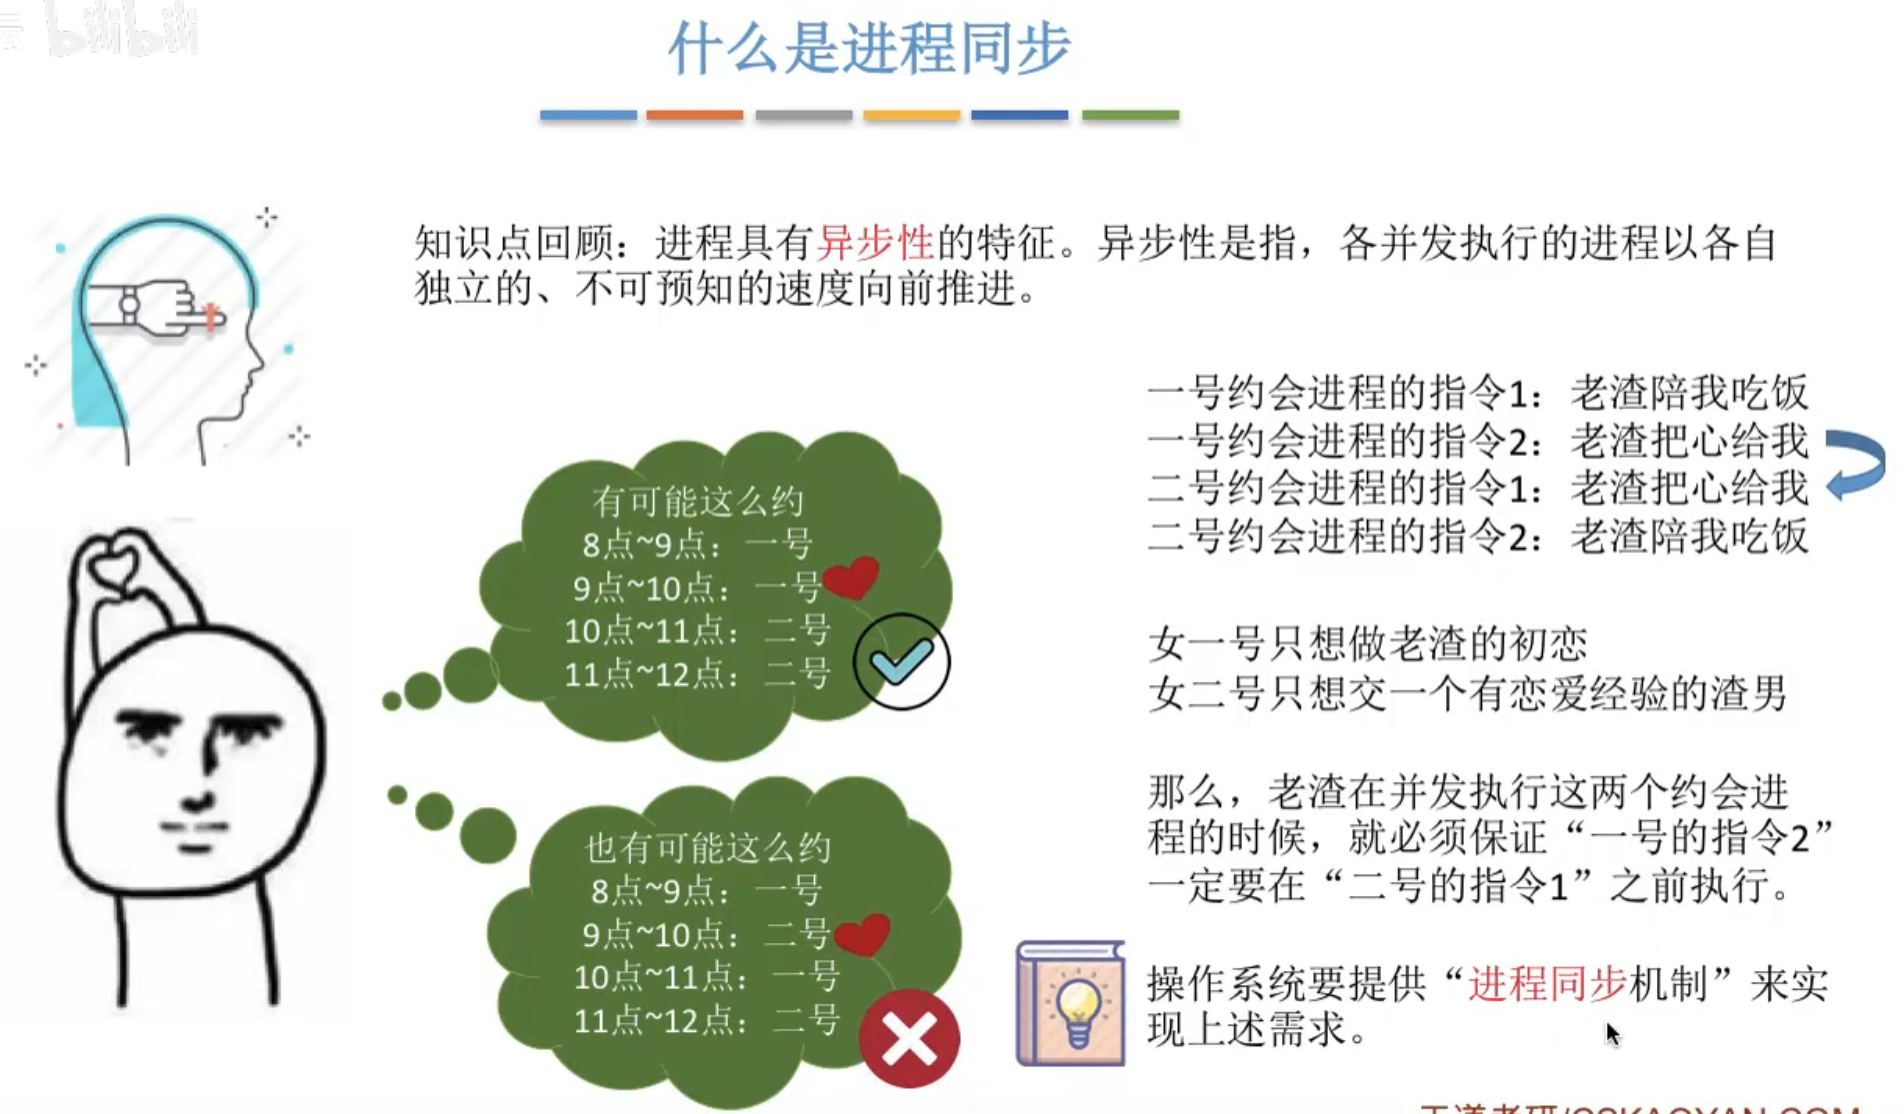 bilibili
什么是进程同步
知识点回顾：进程具有异步性的特征。异步性是指，各并发执行的进程以各自
独立的、不可预知的速度向前推进。
一号约会进程的指令1：老渣陪我吃饭
一号约会进程的指令2：老渣把心给我
二号约会进程的指令1：老渣把心给我
二号约会进程的指令2：老渣陪我吃饭
有可能这么约
8点~9点：一号
9点~10点：一号
10点~11点：二号
11点~12点：二号
女一号只想做老渣的初恋
女二号只想交一个有恋爱经验的渣男
那么，老渣在并发执行这两个约会进
程的时候，就必须保证“一号的指令2”
一定要在“二号的指令1”之前执行。
也有可能这么约
8点~9点：一号
9点~10点：二号
10点~11点：一号
11点~12点：二号
操作系统要提供“进程同步机制”来实
现上述需求。
王道考研/CSKAOYAN.COM